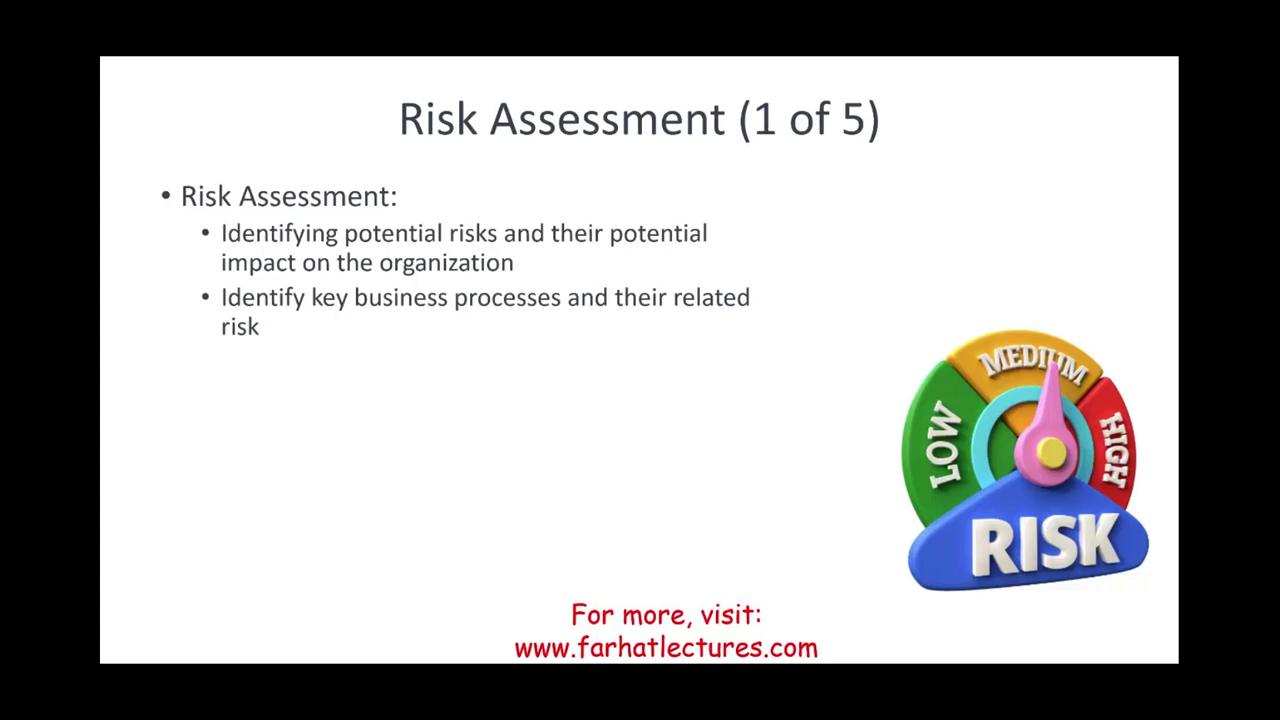 Risk Assessment (1 of 5)
• Risk Assessment:
• Identifying potential risks and their potential
impact on the organization
• Identify key business processes and their related
risk
LOW
MEDIUM
HIGH
RISK
For more, visit:
www.farhatlectures.com